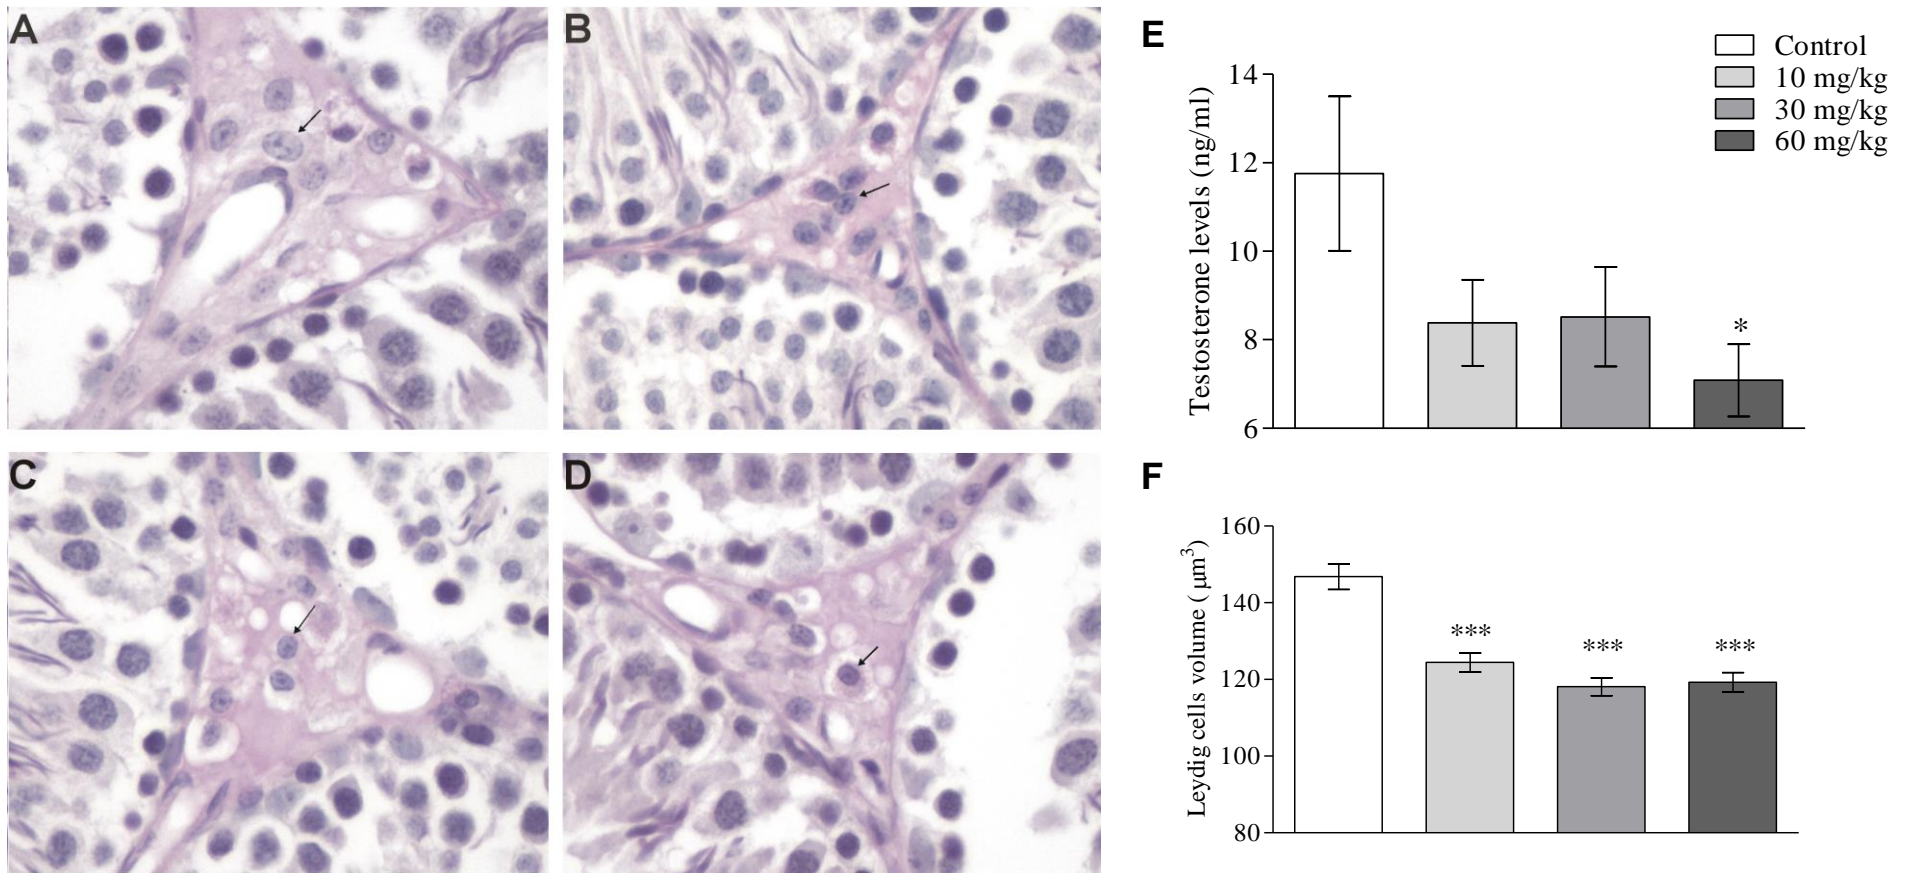 A
B
C
D
E
Control
10 mg/kg
30 mg/kg
60 mg/kg
Testosterone levels (ng/ml)
14
12
10
8
6
*
F
Leydig cells volume ( µm³)
160
140
120
100
80
***
***
***